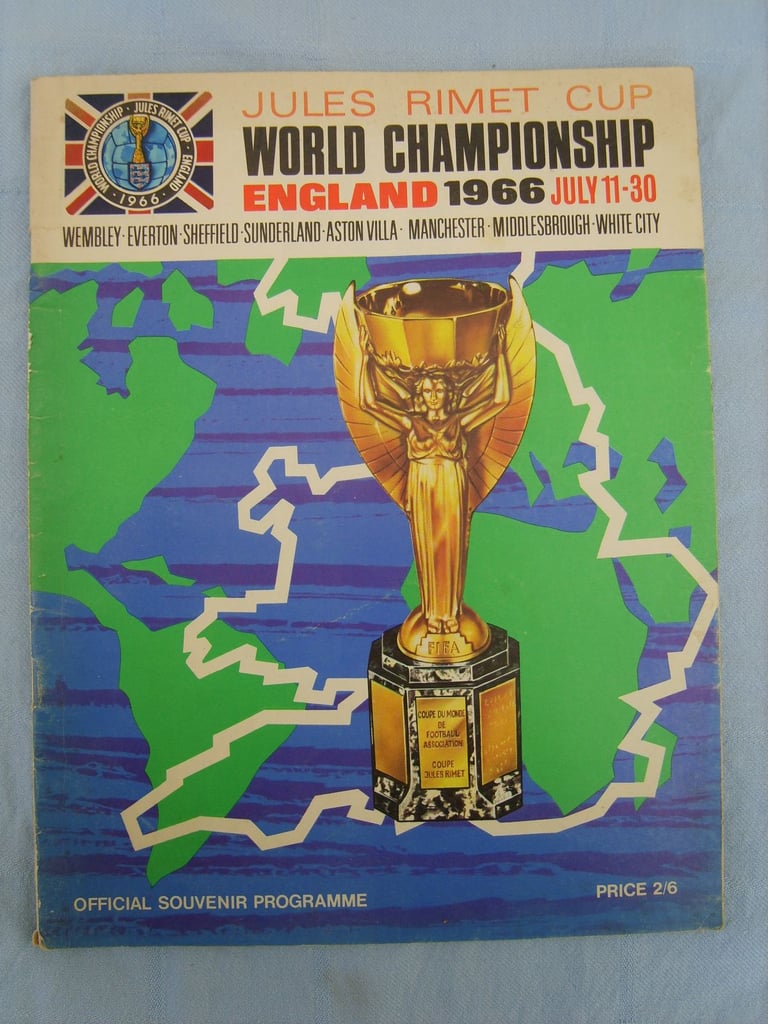 JULES RIMET CUP
WORLD CHAMPIONSHIP
ENGLAND 1966 JULY 11-30
WORLD CHAMPIONSHIP · JULES RIMET CUP · ENGLAND
· 1966 ·
WEMBLEY · EVERTON · SHEFFIELD · SUNDERLAND · ASTON VILLA · MANCHESTER · MIDDLESBROUGH · WHITE CITY
FIFA
COUPE DU MONDE
DE
FOOTBALL
ASSOCIATION
COUPE
JULES RIMET
OFFICIAL SOUVENIR PROGRAMME
PRICE 2/6